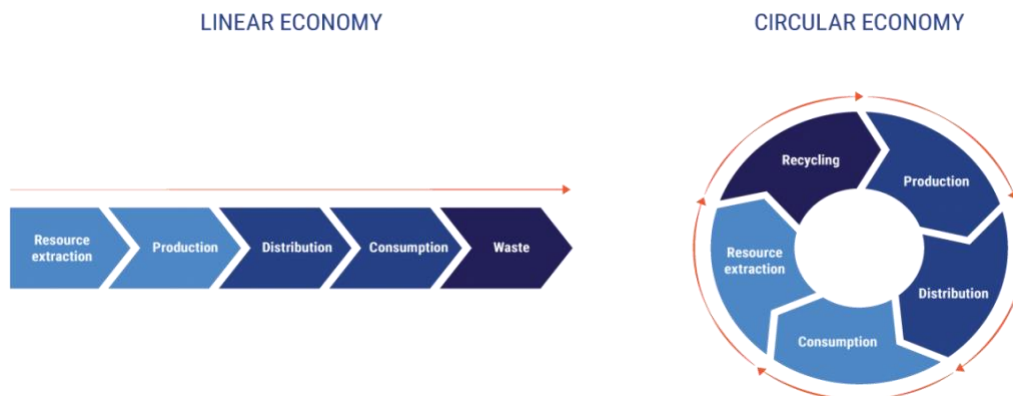 LINEAR ECONOMY
CIRCULAR ECONOMY
Resource
extraction
Production
Distribution
Consumption
Waste
Recycling
Production
Distribution
Consumption
Resource
extraction